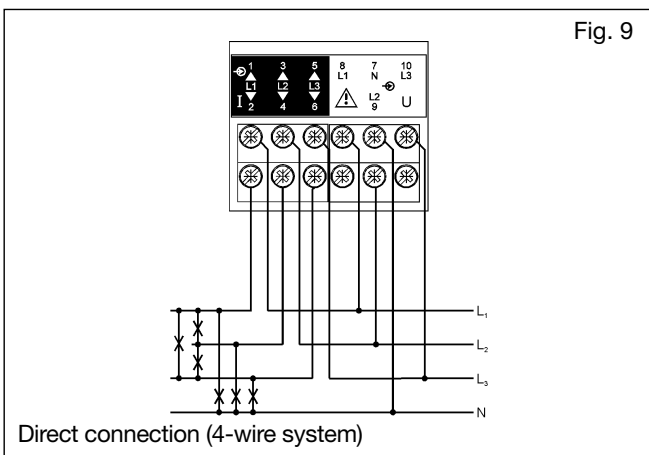 Fig. 9
1 3 5 8 7 10
L1 N L3
L1 L2 L3
L2
I 2 4 6 9 U
L₁
L₂
L₃
N
Direct connection (4-wire system)